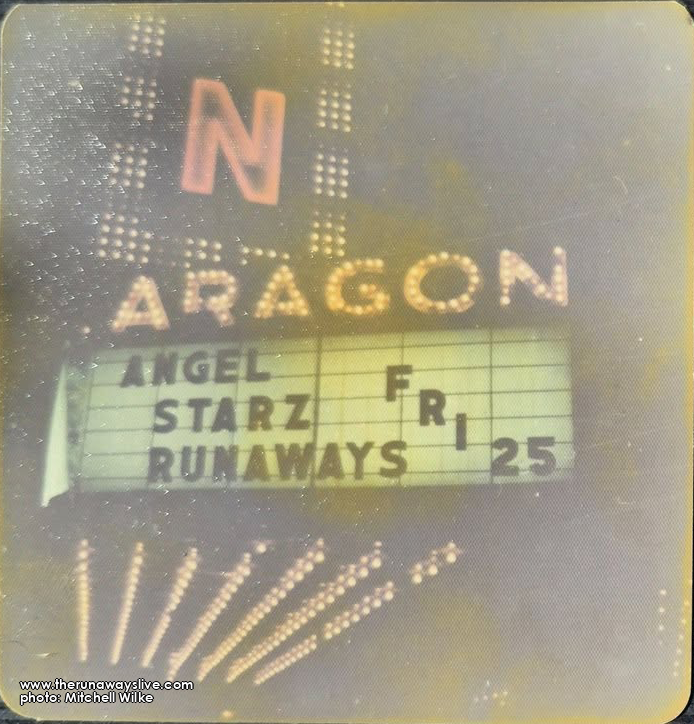 N
ARAGON
ANGEL
STARZ
RUNAWAYS
FRI
25
www.therunawayslive.com
photo: Mitchell Wilke